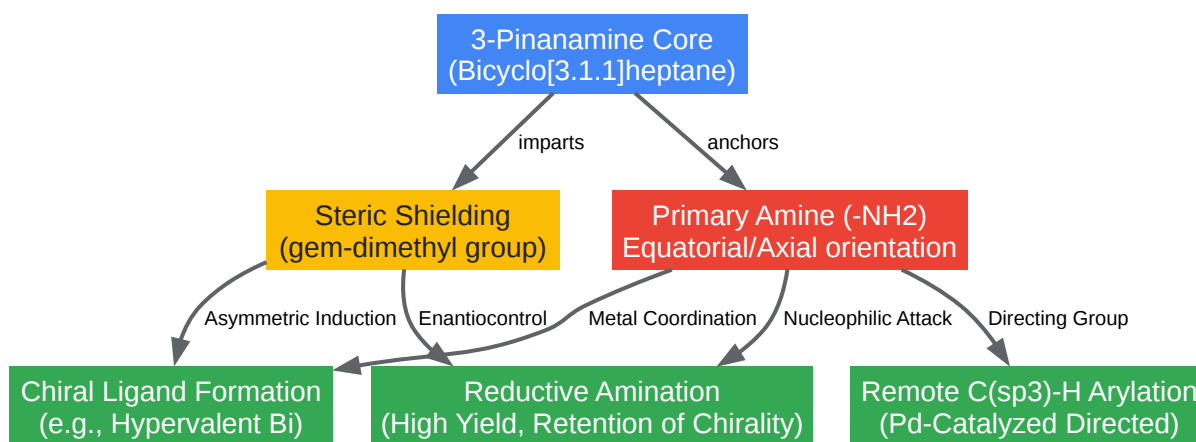 3-Pinanamine Core
(Bicyclo[3.1.1]heptane)
imparts
anchors
Steric Shielding
(gem-dimethyl group)
Primary Amine (-NH2)
Equatorial/Axial orientation
Asymmetric Induction
Enantiocontrol
Metal Coordination
Nucleophilic Attack
Directing Group
Chiral Ligand Formation
(e.g., Hypervalent Bi)
Reductive Amination
(High Yield, Retention of Chirality)
Remote C(sp3)-H Arylation
(Pd-Catalyzed Directed)